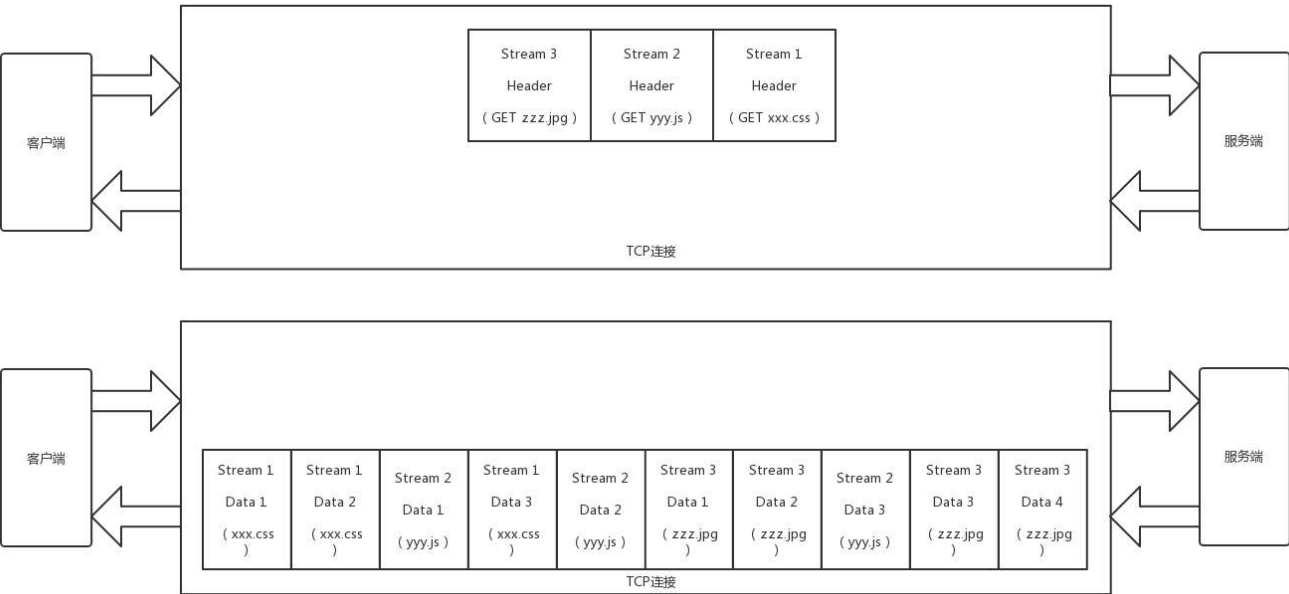 客户端
Stream 3
Header
( GET zzz.jpg )
Stream 2
Header
( GET yyy.js )
Stream 1
Header
( GET xxx.css )
服务端
TCP连接
客户端
Stream 1
Data 1
( xxx.css
)
Stream 1
Data 2
( xxx.css
)
Stream 2
Data 1
( yyy.js )
Stream 1
Data 3
( xxx.css
)
Stream 2
Data 2
( yyy.js )
Stream 3
Data 1
( zzz.jpg
)
Stream 3
Data 2
( zzz.jpg
)
Stream 2
Data 3
( yyy.js )
Stream 3
Data 3
( zzz.jpg
)
Stream 3
Data 4
( zzz.jpg
)
服务端
TCP连接